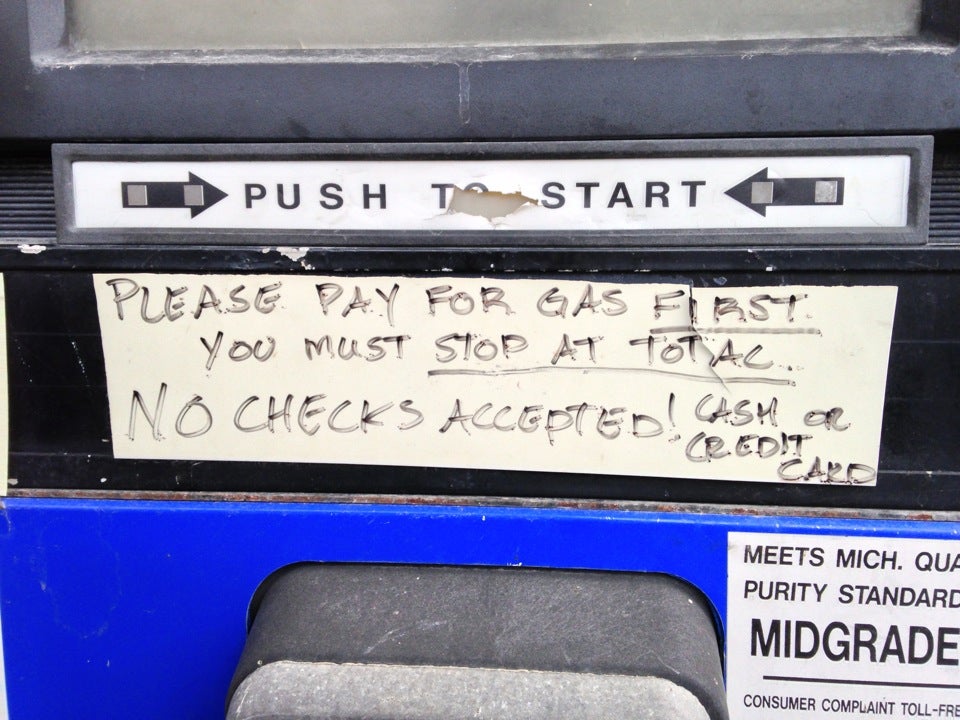 PUSH TO START
PLEASE PAY FOR GAS FIRST.
YOU MUST STOP AT TOTAL.
NO CHECKS ACCEPTED! CASH OR
CREDIT
CARD
MEETS MICH. QUA
PURITY STANDARD
MIDGRADE
CONSUMER COMPLAINT TOLL-FRE